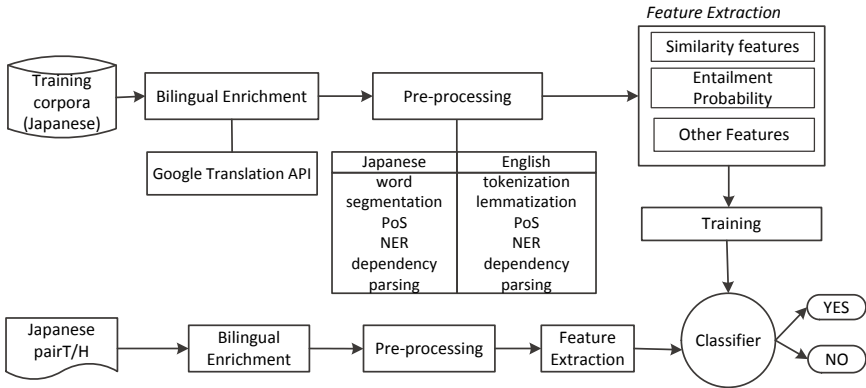 Feature Extraction
Similarity features
Entailment
Probability
Other Features
Training
corpora
(Japanese)
Bilingual Enrichment
Pre-processing
Google Translation API
Japanese
word
segmentation
PoS
NER
dependency
parsing
English
tokenization
lemmatization
PoS
NER
dependency
parsing
Training
Japanese
pairT/H
Bilingual
Enrichment
Pre-processing
Feature
Extraction
Classifier
YES
NO